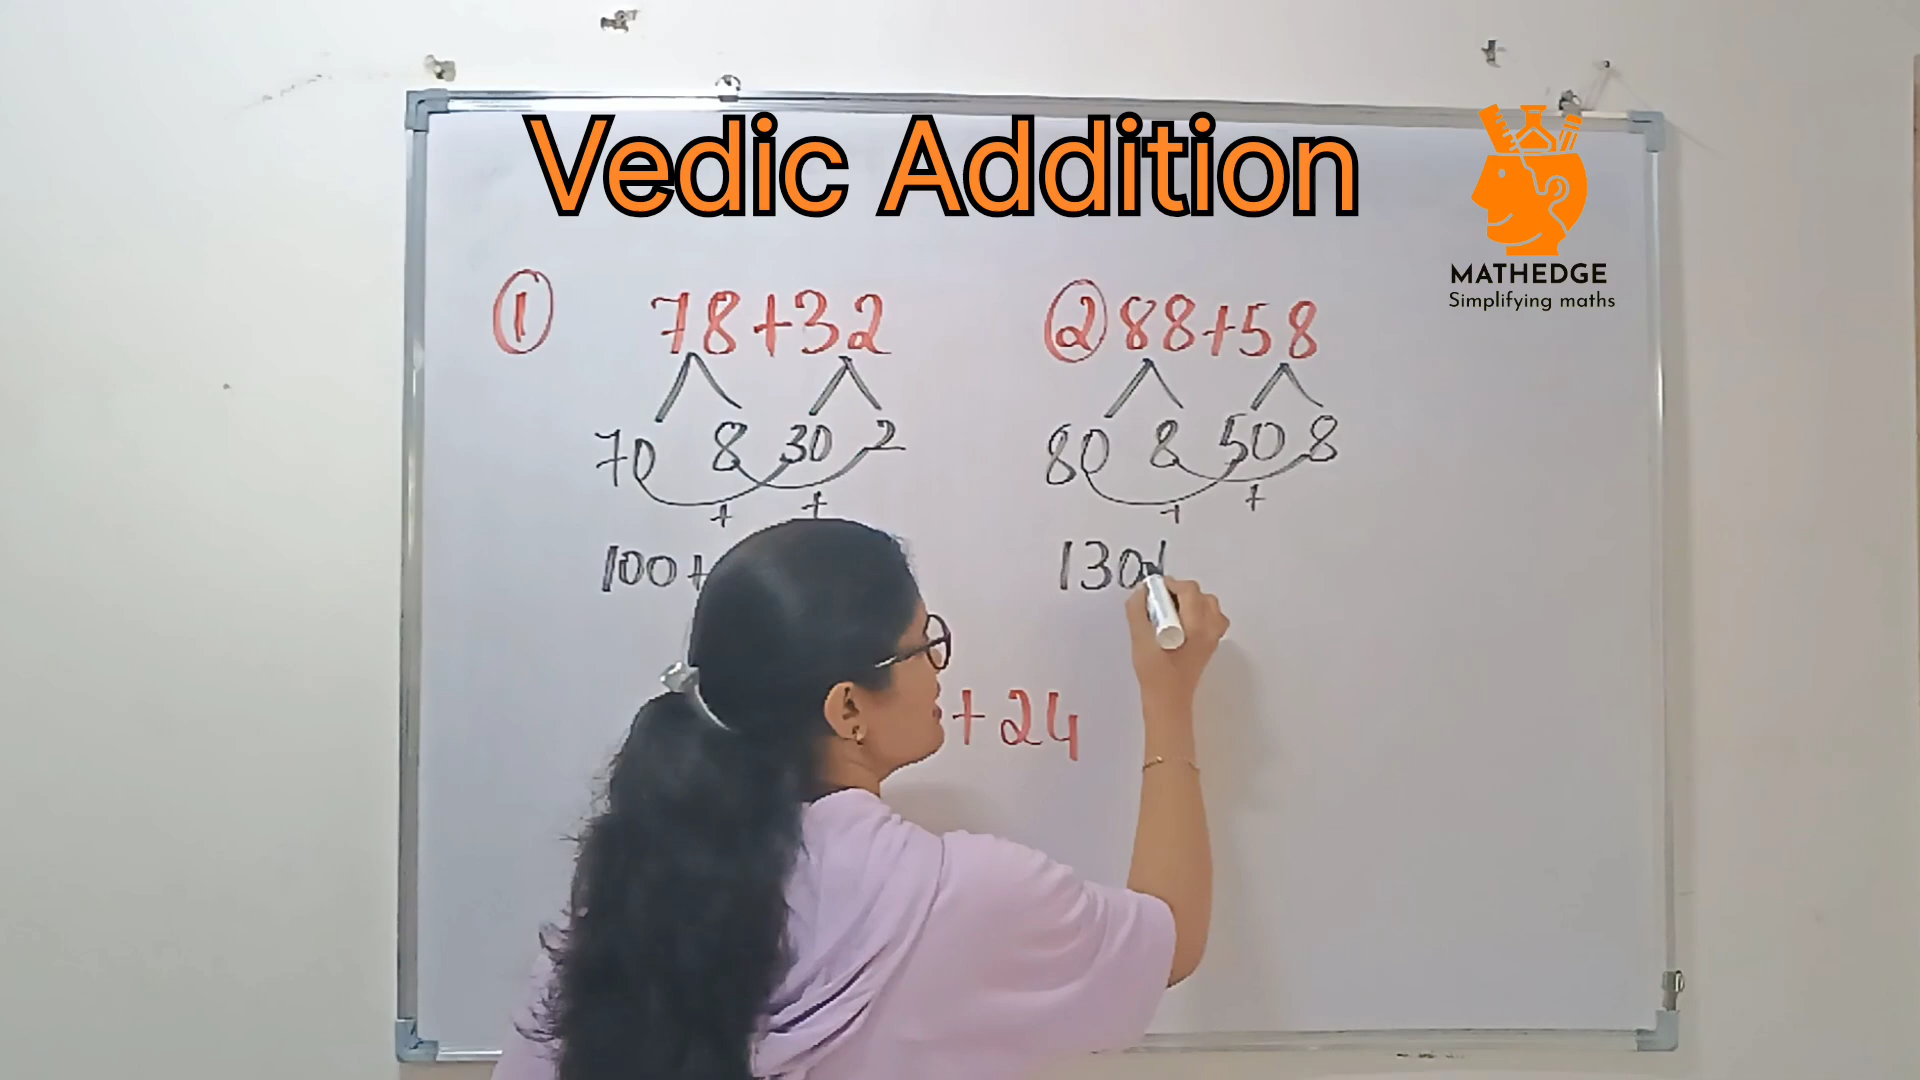 Vedic Addition
MATHEDGE
Simplifying maths
① 78+32
70 8 30 2
+ +
100+
② 88+58
80 8 50 8
+ +
130+
+24